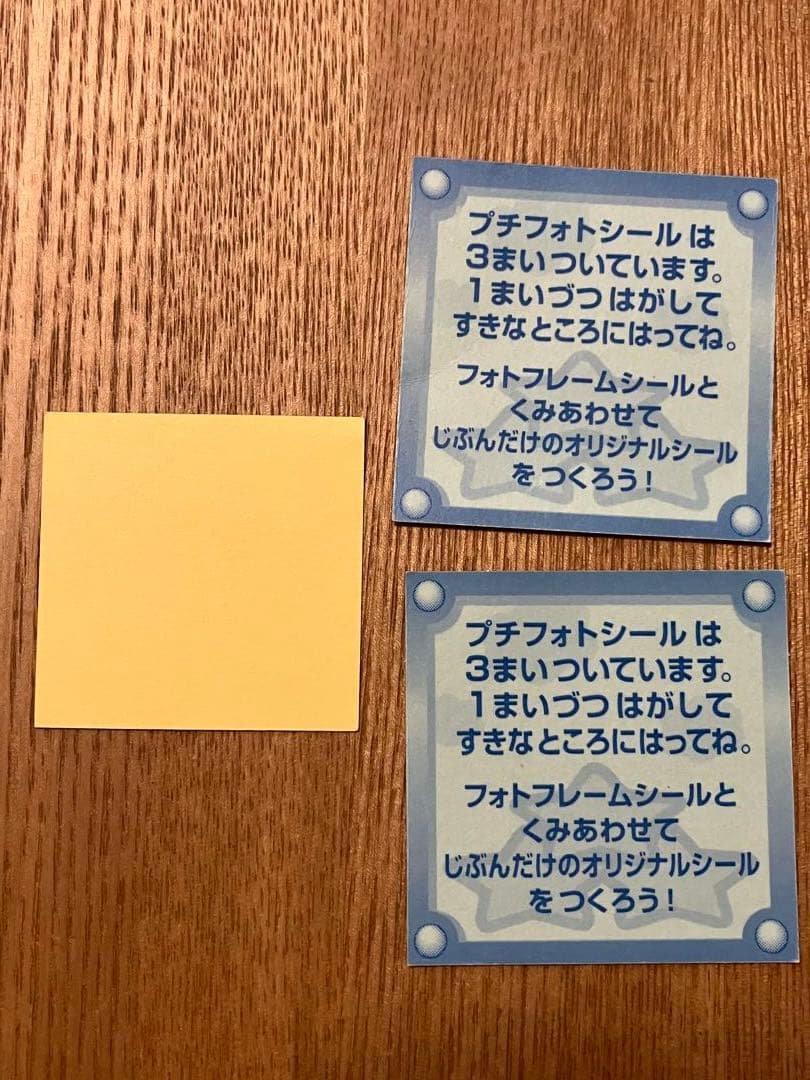 プチフォトシールは
3まいついています。
1まいづつはがして
すきなところにはってね。
フォトフレームシールと
くみあわせて
じぶんだけのオリジナルシール
をつくろう!
プチフォトシールは
3まいついています。
1まいづつはがして
すきなところにはってね。
フォトフレームシールと
くみあわせて
じぶんだけのオリジナルシール
をつくろう!